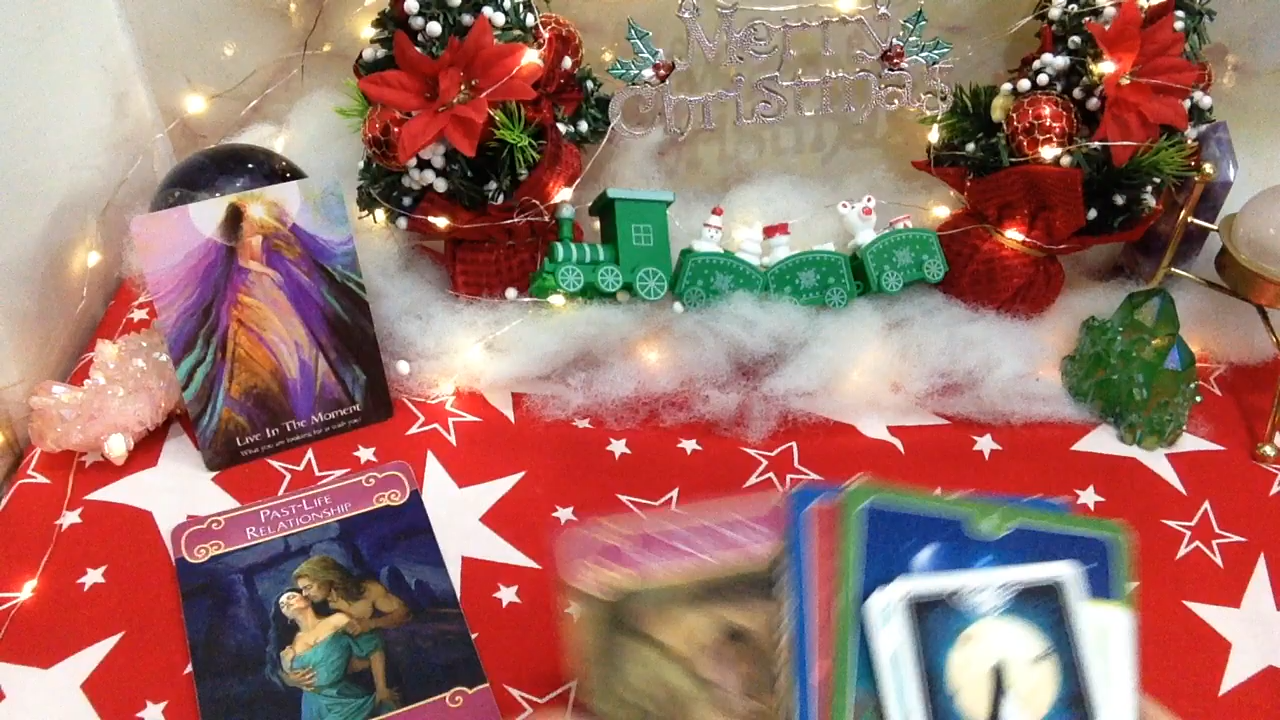 Merry
Christmas
Live In The Moment
What you are looking for is with you!
PAST-LIFE
RELATIONSHIP